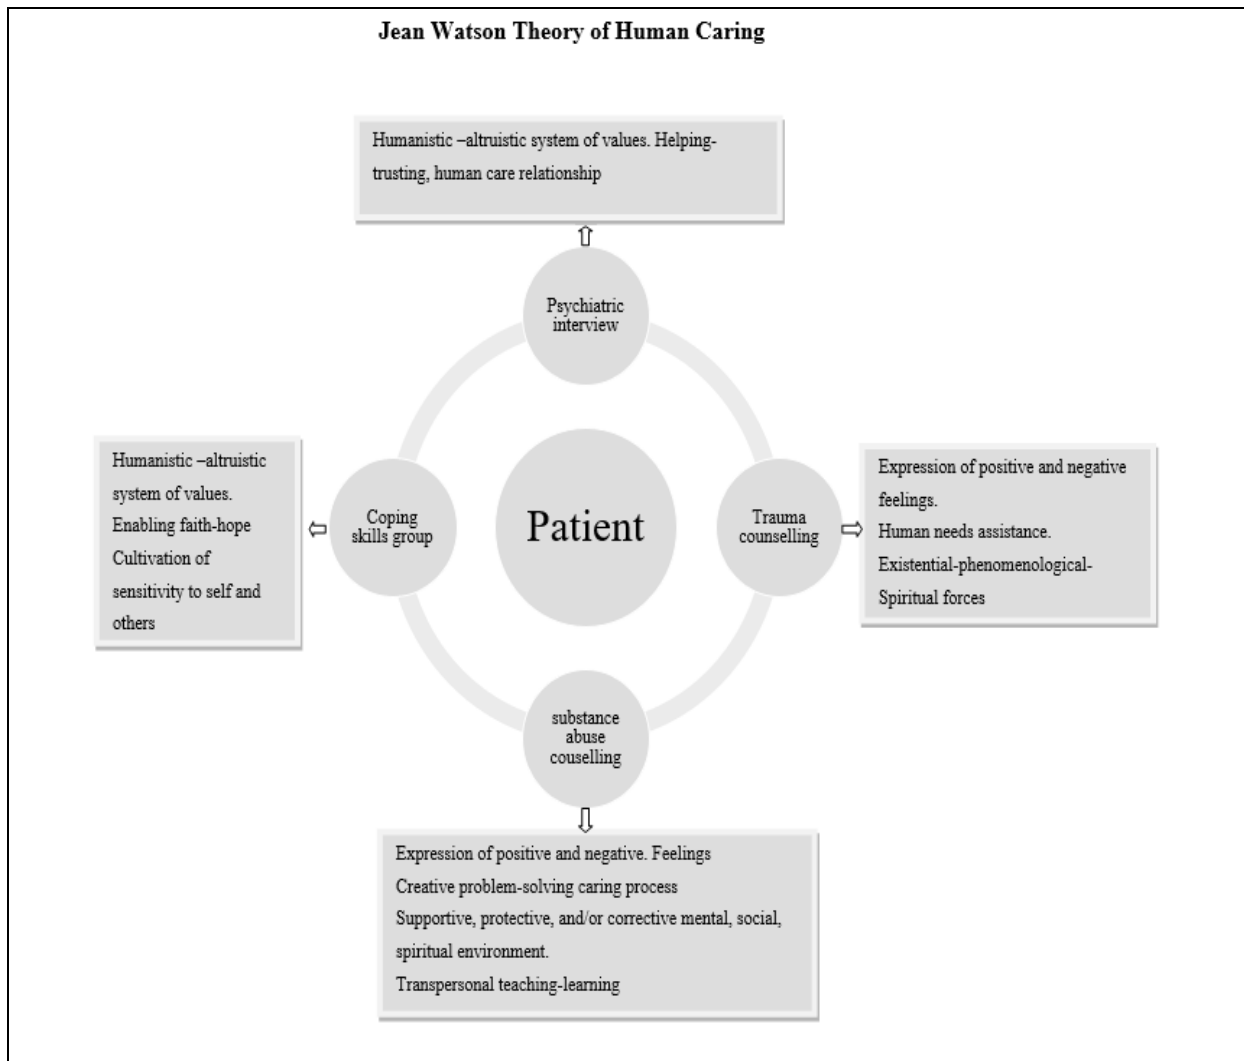 Jean Watson Theory of Human Caring
Humanistic –altruistic system of values. Helping-
trusting, human care relationship
Psychiatric
interview
Humanistic –altruistic
system of values.
Enabling faith-hope
Cultivation of
sensitivity to self and
others
Coping
skills group
Patient
Trauma
counselling
Expression of positive and negative
feelings.
Human needs assistance.
Existential-phenomenological-
Spiritual forces
substance
abuse
couselling
Expression of positive and negative. Feelings
Creative problem-solving caring process
Supportive, protective, and/or corrective mental, social,
spiritual environment.
Transpersonal teaching-learning